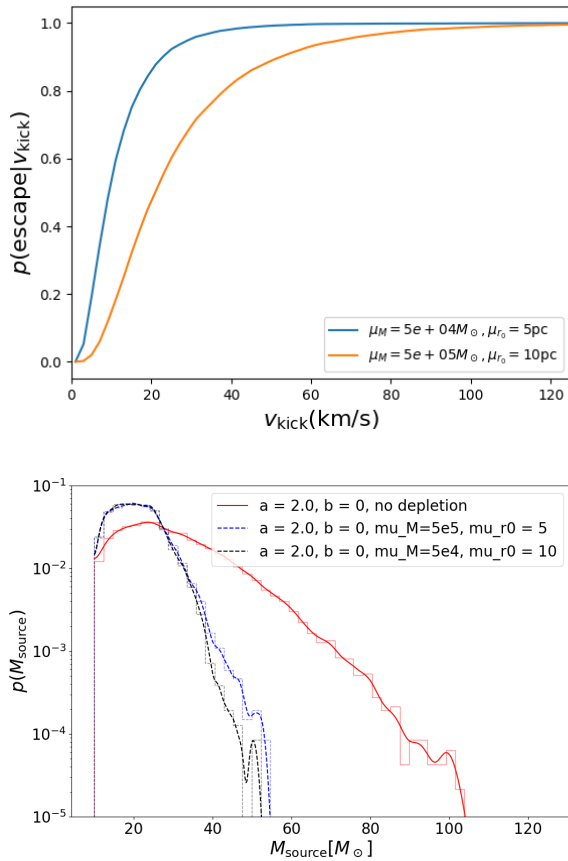 1.0
0.8
0.6
0.4
0.2
0.0
p(escape|v_kick)
μ_M = 5e + 04M_⊙, μ_r₀ = 5pc
μ_M = 5e + 05M_⊙, μ_r₀ = 10pc
0 20 40 60 80 100 120
v_kick(km/s)
10⁻¹
10⁻²
10⁻³
10⁻⁴
10⁻⁵
p(M_source)
a = 2.0, b = 0, no depletion
a = 2.0, b = 0, mu_M=5e5, mu_r0 = 5
a = 2.0, b = 0, mu_M=5e4, mu_r0 = 10
20 40 60 80 100 120
M_source[M_⊙]